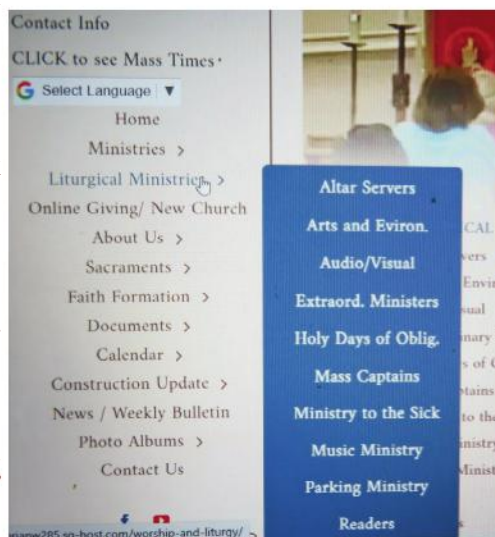 Contact Info
CLICK to see Mass Times·
Select Language ▼
Home
Ministries >
Liturgical Ministries >
Online Giving/ New Church
About Us >
Sacraments >
Faith Formation >
Documents >
Calendar >
Construction Update >
News / Weekly Bulletin
Photo Albums >
Contact Us
Altar Servers
Arts and Eviron.
Audio/Visual
Extraord. Ministers
Holy Days of Oblig.
Mass Captains
Ministry to the Sick
Music Ministry
Parking Ministry
Readers